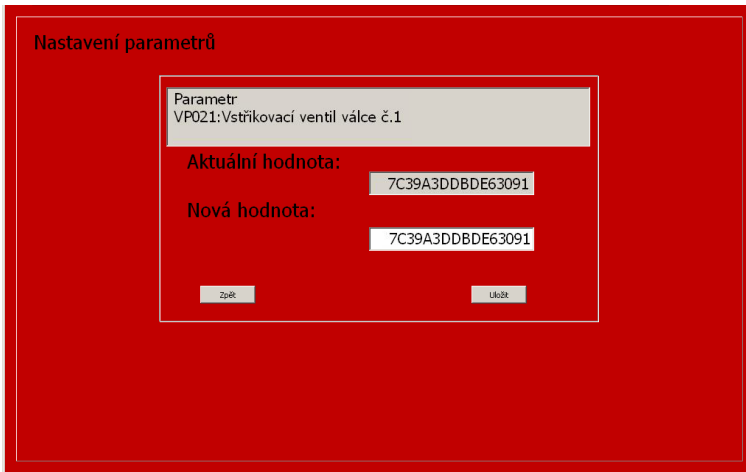 Nastavení parametrů
Parametr
VP021:Vstřikovací ventil válce č.1
Aktuální hodnota:
7C39A3DDBDE63091
Nová hodnota:
7C39A3DDBDE63091
Zpět
Uložit